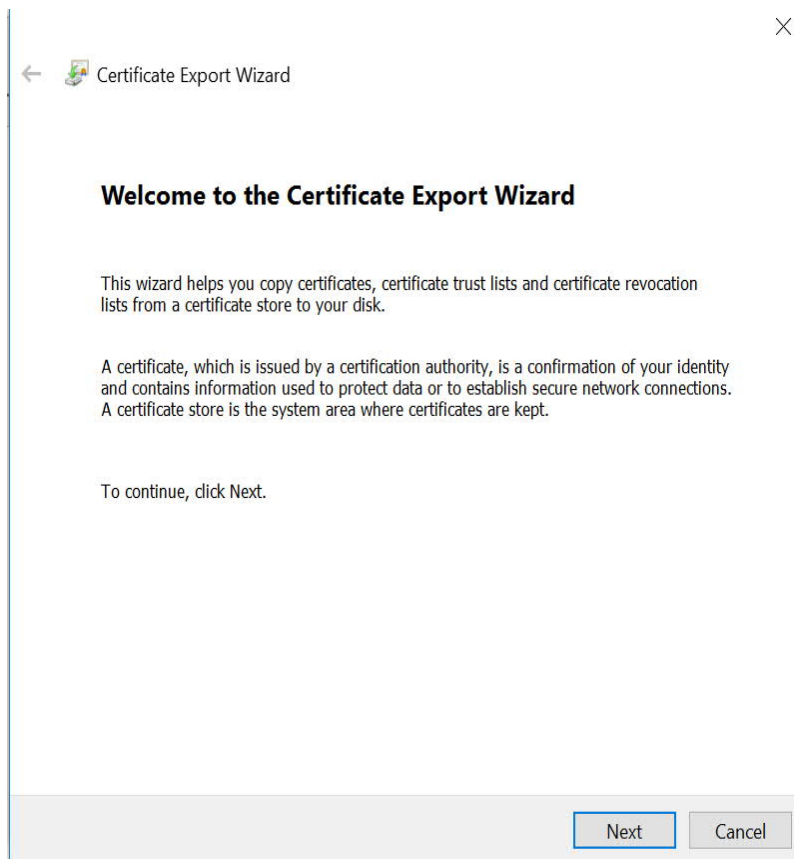 Certificate Export Wizard
Welcome to the Certificate Export Wizard
This wizard helps you copy certificates, certificate trust lists and certificate revocation
lists from a certificate store to your disk.
A certificate, which is issued by a certification authority, is a confirmation of your identity
and contains information used to protect data or to establish secure network connections.
A certificate store is the system area where certificates are kept.
To continue, click Next.
Next Cancel